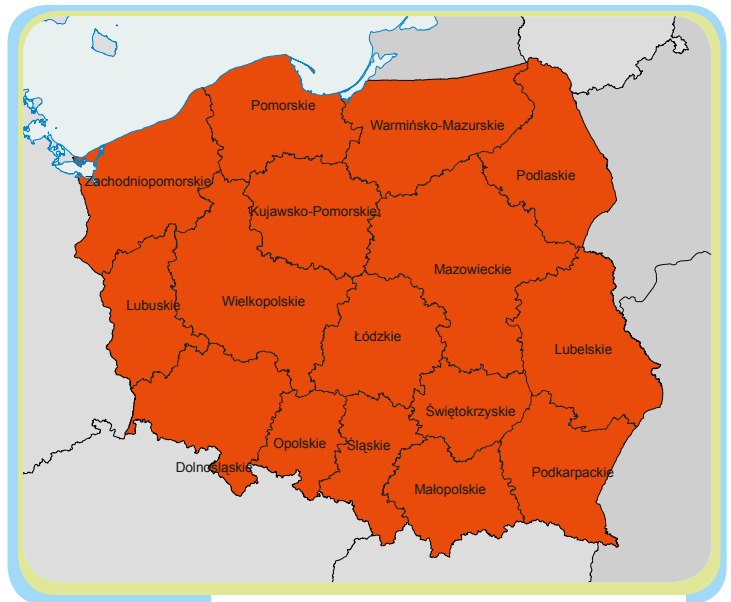 Pomorskie
Warmińsko-Mazurskie
Podlaskie
Zachodniopomorskie
Kujawsko-Pomorskie
Mazowieckie
Wielkopolskie
Lubuskie
Łódzkie
Lubelskie
Świętokrzyskie
Opolskie
Śląskie
Dolnośląskie
Podkarpackie
Małopolskie